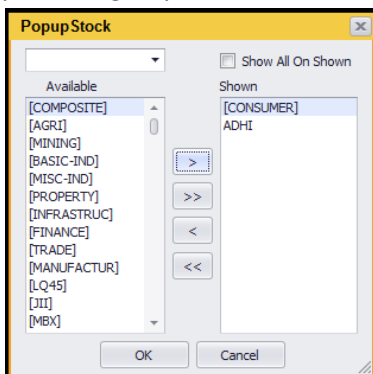 PopupStock
Show All On Shown
Available
Shown
[COMPOSITE]
[AGRI]
[MINING]
[BASIC-IND]
[MISC-IND]
[PROPERTY]
[INFRASTRUC]
[FINANCE]
[TRADE]
[MANUFACTUR]
[LQ45]
[JII]
[MBX]
>
>>
<
<<
[CONSUMER]
ADHI
OK
Cancel